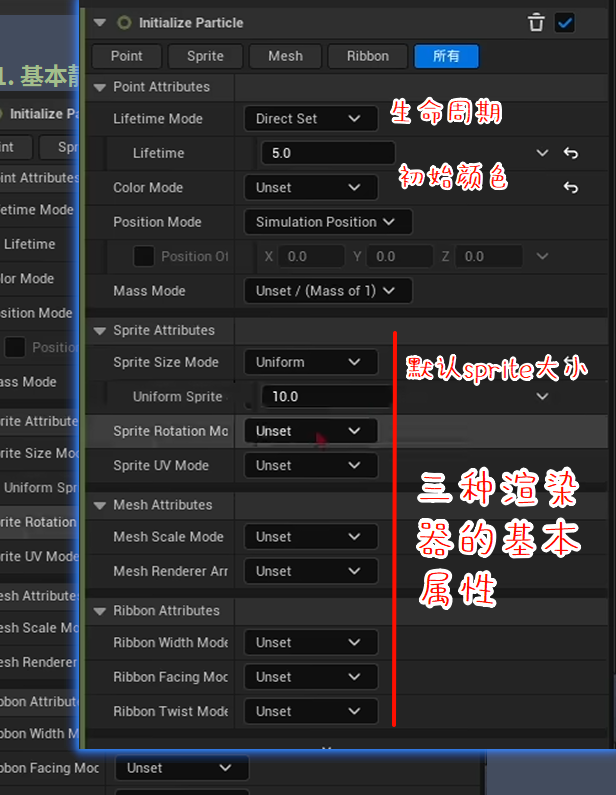 1. 基本
Initialize Particle
Point Sprite Mesh Ribbon 所有
Point Attributes
Lifetime Mode Direct Set 生命周期
Lifetime 5.0
初始颜色
Color Mode Unset
Position Mode Simulation Position
Position Of X 0.0 Y 0.0 Z 0.0
Mass Mode Unset / (Mass of 1)
Sprite Attributes
Sprite Size Mode Uniform 默认sprite大小
Uniform Sprite 10.0
Sprite Rotation Mo Unset
Sprite UV Mode Unset
三种渲染
器的基本
属性
Mesh Attributes
Mesh Scale Mode Unset
Mesh Renderer Arr Unset
Ribbon Attributes
Ribbon Width Mode Unset
Ribbon Facing Moc Unset
Ribbon Twist Mode Unset
Initialize Pa
nt Sp
int Attributes
etime Mode
Lifetime
lor Mode
sition Mode
Positio
ass Mode
rite Attribute
rite Size Mod
Uniform Spr
rite Rotation
rite UV Mode
esh Attributes
esh Scale Mo
esh Renderer
bbon Attribut
bbon Width M
bbon Facing Moc Unset